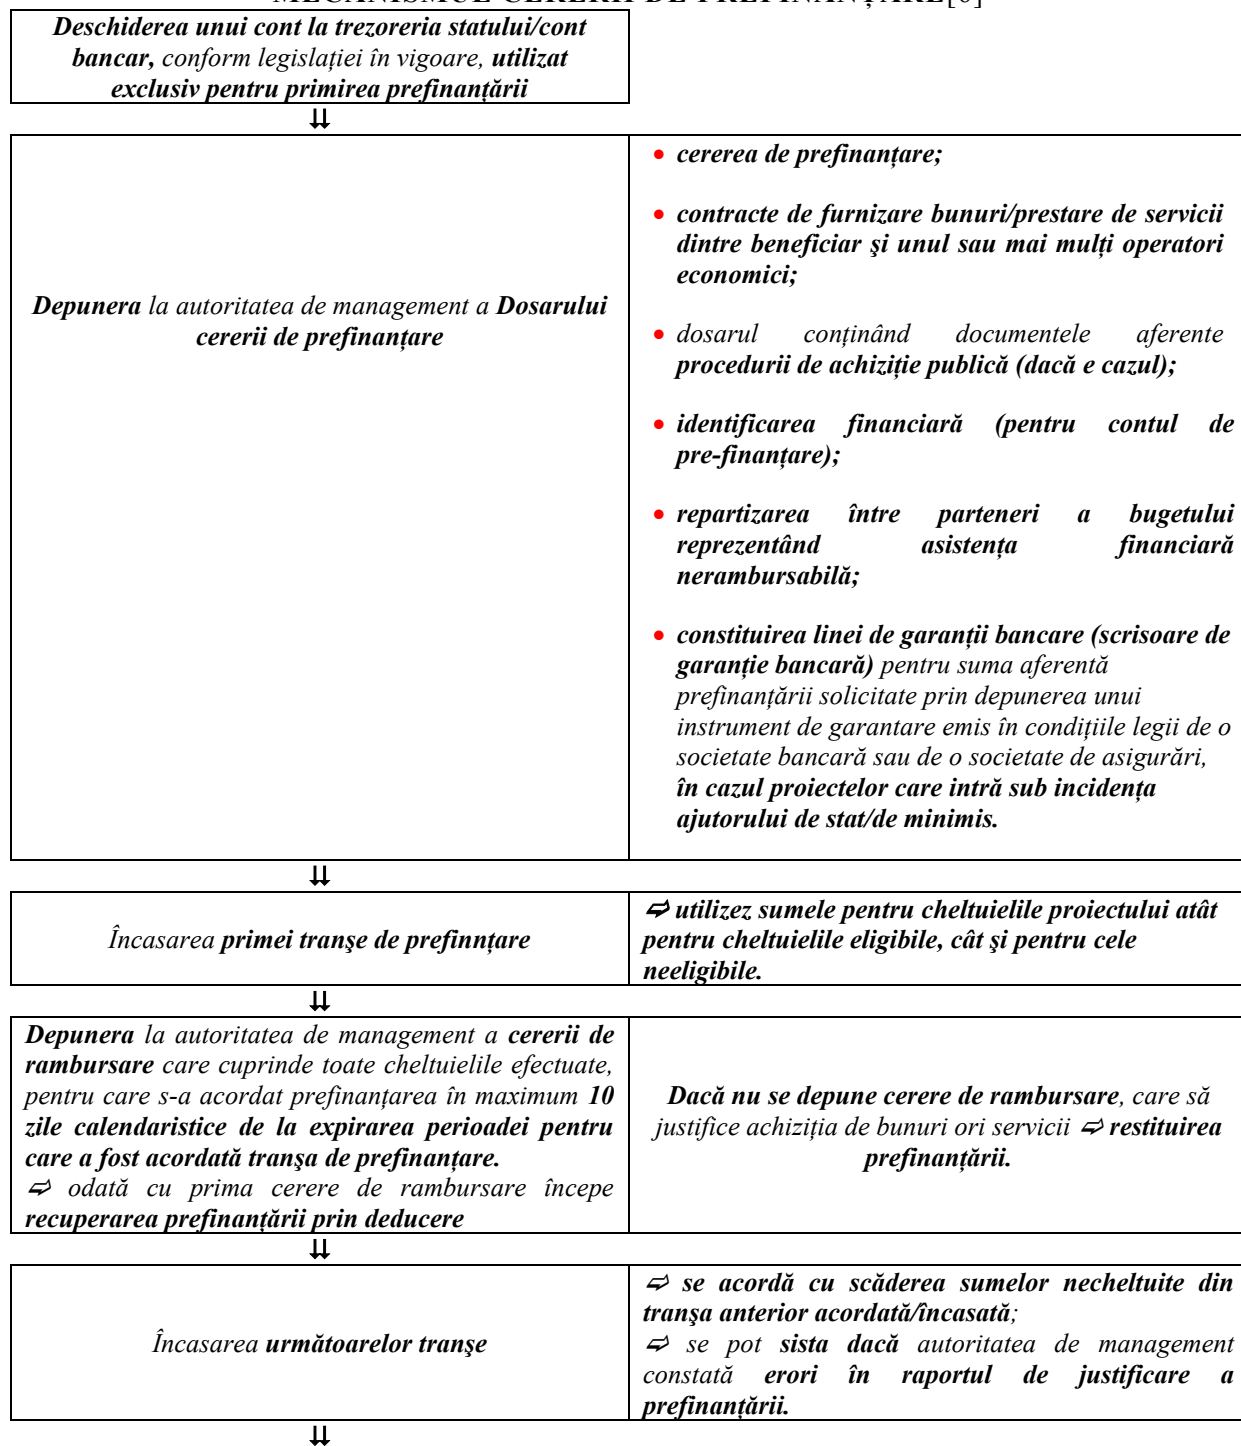 MECANISMUL CERERII DE PREFINANȚARE[6]
Deschiderea unui cont la trezoreria statului/cont
bancar, conform legislației în vigoare, utilizat
exclusiv pentru primirea prefinanțării
⇊
Depunera la autoritatea de management a Dosarului
cererii de prefinanțare
• cererea de prefinanțare;
• contracte de furnizare bunuri/prestare de servicii
dintre beneficiar şi unul sau mai mulți operatori
economici;
• dosarul conținând documentele aferente
procedurii de achiziție publică (dacă e cazul);
• identificarea financiară (pentru contul de
pre-finanțare);
• repartizarea între parteneri a bugetului
reprezentând asistența financiară
nerambursabilă;
• constituirea linei de garanții bancare (scrisoare de
garanție bancară) pentru suma aferentă
prefinanțării solicitate prin depunerea unui
instrument de garantare emis în condițiile legii de o
societate bancară sau de o societate de asigurări,
în cazul proiectelor care intră sub incidența
ajutorului de stat/de minimis.
⇊
Încasarea primei tranşe de prefinnțare
⇨ utilizez sumele pentru cheltuielile proiectului atât
pentru cheltuielile eligibile, cât şi pentru cele
neeligibile.
⇊
Depunera la autoritatea de management a cererii de
rambursare care cuprinde toate cheltuielile efectuate,
pentru care s-a acordat prefinanțarea în maximum 10
zile calendaristice de la expirarea perioadei pentru
care a fost acordată tranşa de prefinanțare.
⇨ odată cu prima cerere de rambursare începe
recuperarea prefinanțării prin deducere
Dacă nu se depune cerere de rambursare, care să
justifice achiziția de bunuri ori servicii ⇨ restituirea
prefinanțării.
⇊
Încasarea următoarelor tranşe
⇨ se acordă cu scăderea sumelor necheltuite din
tranşa anterior acordată/încasată;
⇨ se pot sista dacă autoritatea de management
constată erori în raportul de justificare a
prefinanțării.
⇊